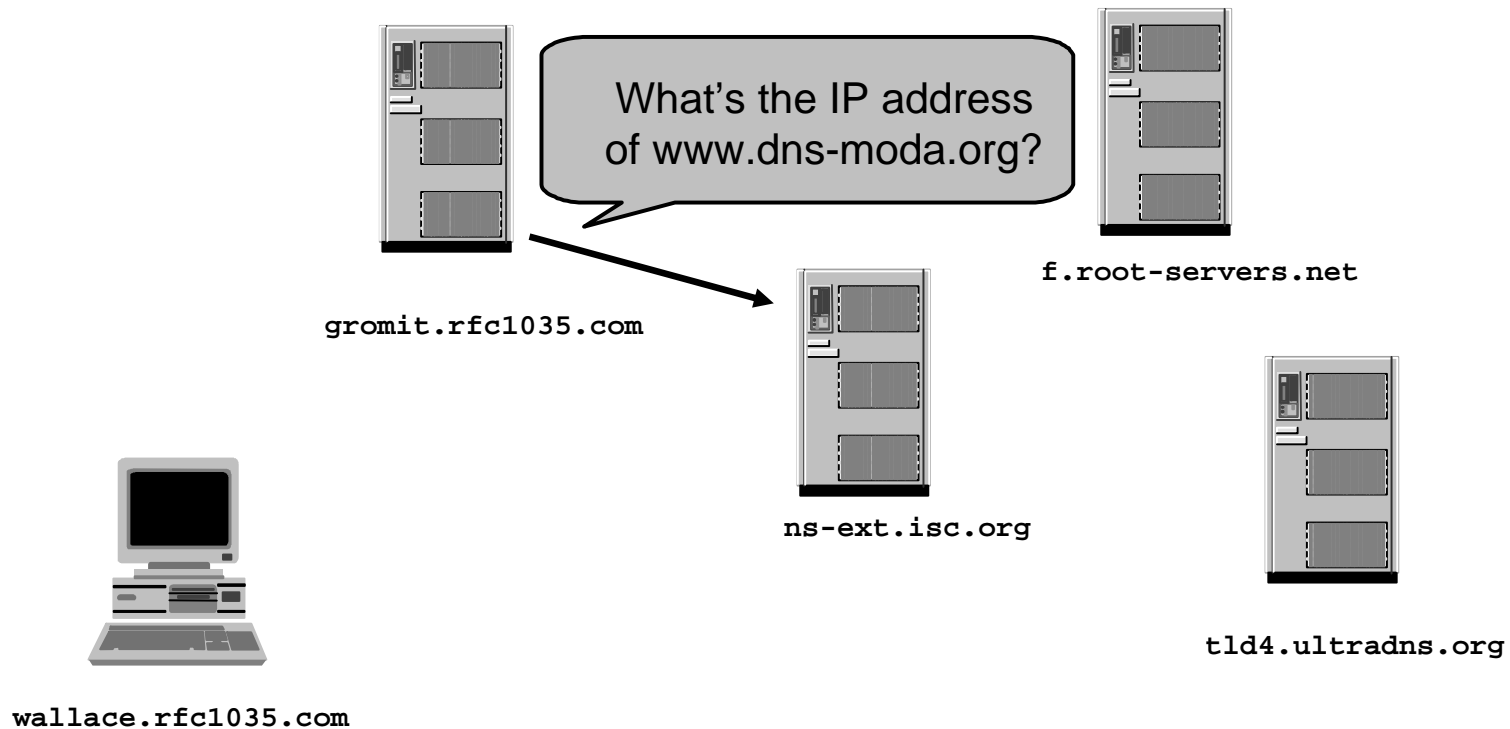 What's the IP address
of www.dns-moda.org?
f.root-servers.net
gromit.rfc1035.com
ns-ext.isc.org
tld4.ultradns.org
wallace.rfc1035.com